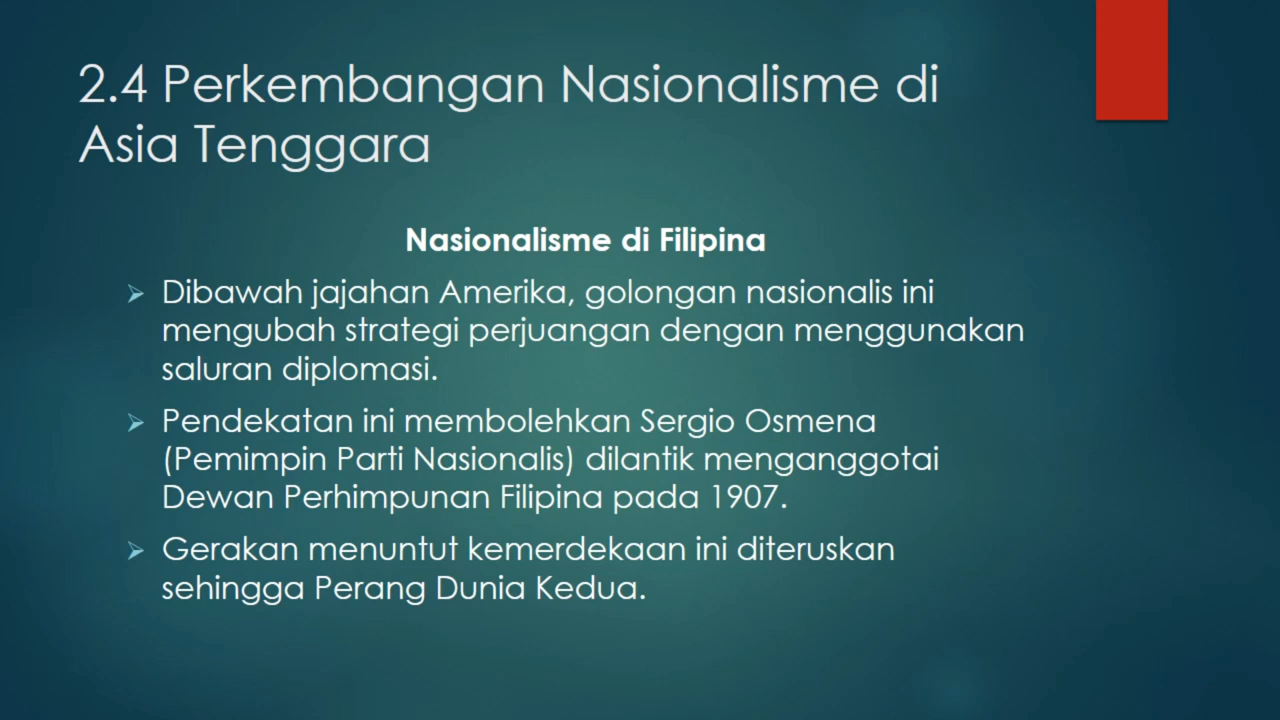 2.4 Perkembangan Nasionalisme di
Asia Tenggara
Nasionalisme di Filipina
Dibawah jajahan Amerika, golongan nasionalis ini
mengubah strategi perjuangan dengan menggunakan
saluran diplomasi.
Pendekatan ini membolehkan Sergio Osmena
(Pemimpin Parti Nasionalis) dilantik menganggotai
Dewan Perhimpunan Filipina pada 1907.
Gerakan menuntut kemerdekaan ini diteruskan
sehingga Perang Dunia Kedua.